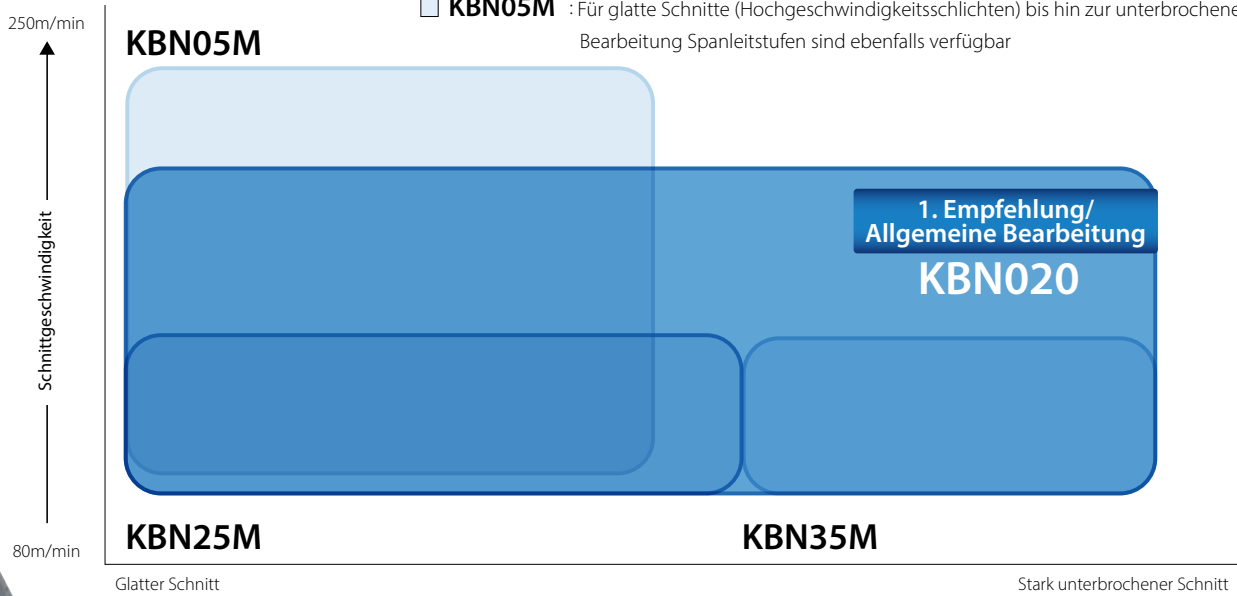 250m/min
KBN05M : Für glatte Schnitte (Hochgeschwindigkeitsschlichten) bis hin zur unterbrochene
Bearbeitung Spanleitstufen sind ebenfalls verfügbar
KBN05M
Schnittgeschwindigkeit
1. Empfehlung/
Allgemeine Bearbeitung
KBN020
KBN25M
KBN35M
80m/min
Glatter Schnitt
Stark unterbrochener Schnitt